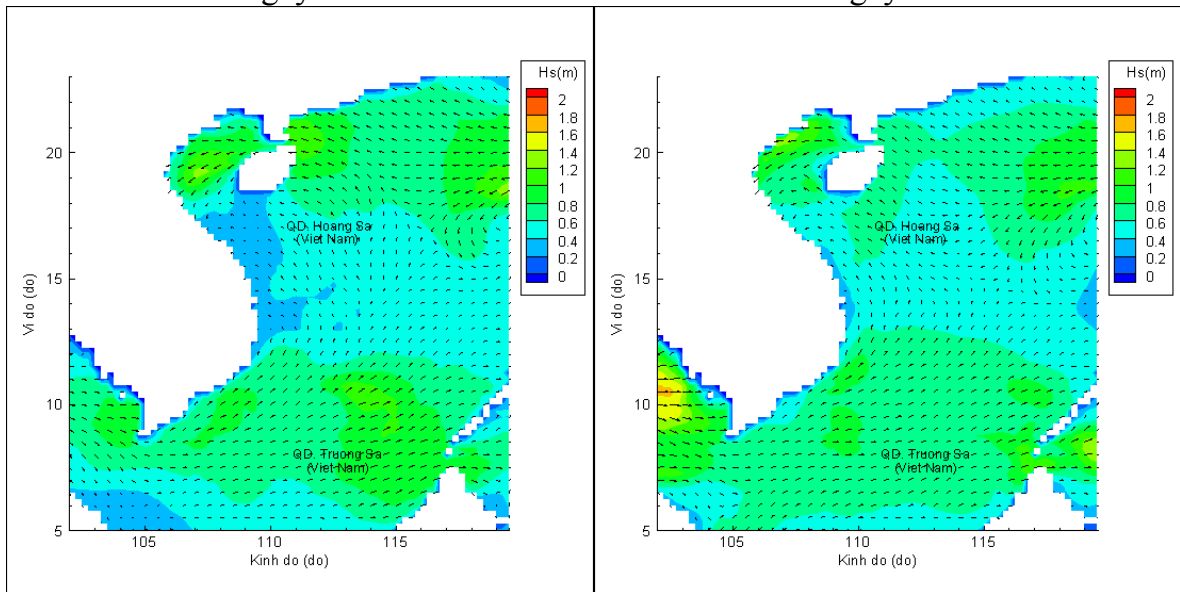 Hs(m)
2
1.8
1.6
1.4
1.2
1
0.8
0.6
0.4
0.2
0
20
15
10
5
Vi do (do)
QD. Hoang Sa
(Viet Nam)
QD. Truong Sa
(Viet Nam)
105
110
115
Kinh do (do)
Hs(m)
2
1.8
1.6
1.4
1.2
1
0.8
0.6
0.4
0.2
0
20
15
10
5
Vi do (do)
QD. Hoang Sa
(Viet Nam)
QD. Truong Sa
(Viet Nam)
105
110
115
Kinh do (do)